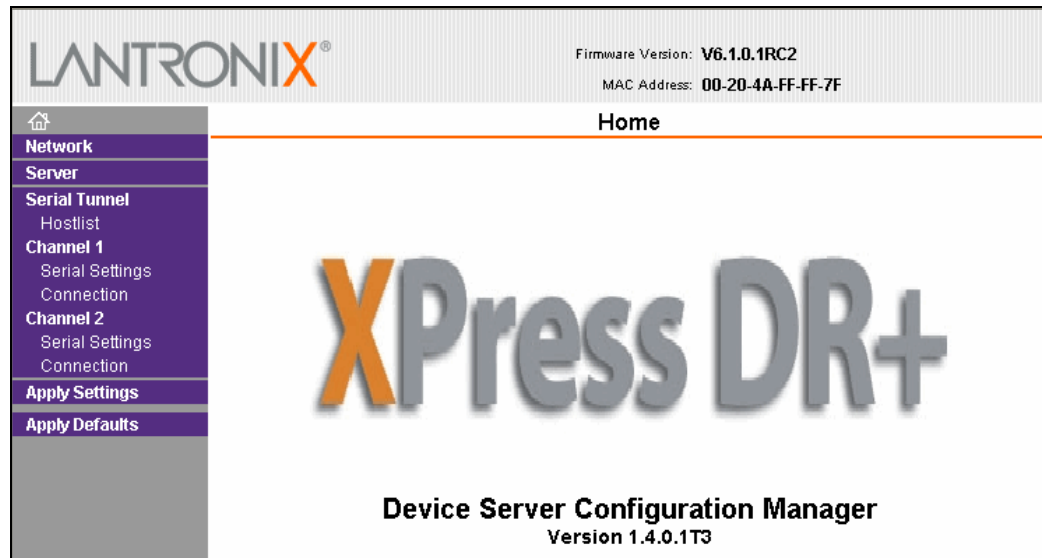 LANTRONIX®
Firmware Version: V6.1.0.1RC2
MAC Address: 00-20-4A-FF-FF-7F
Home
Network
Server
Serial Tunnel
Hostlist
Channel 1
Serial Settings
Connection
Channel 2
Serial Settings
Connection
Apply Settings
Apply Defaults
XPress DR+
Device Server Configuration Manager
Version 1.4.0.1T3